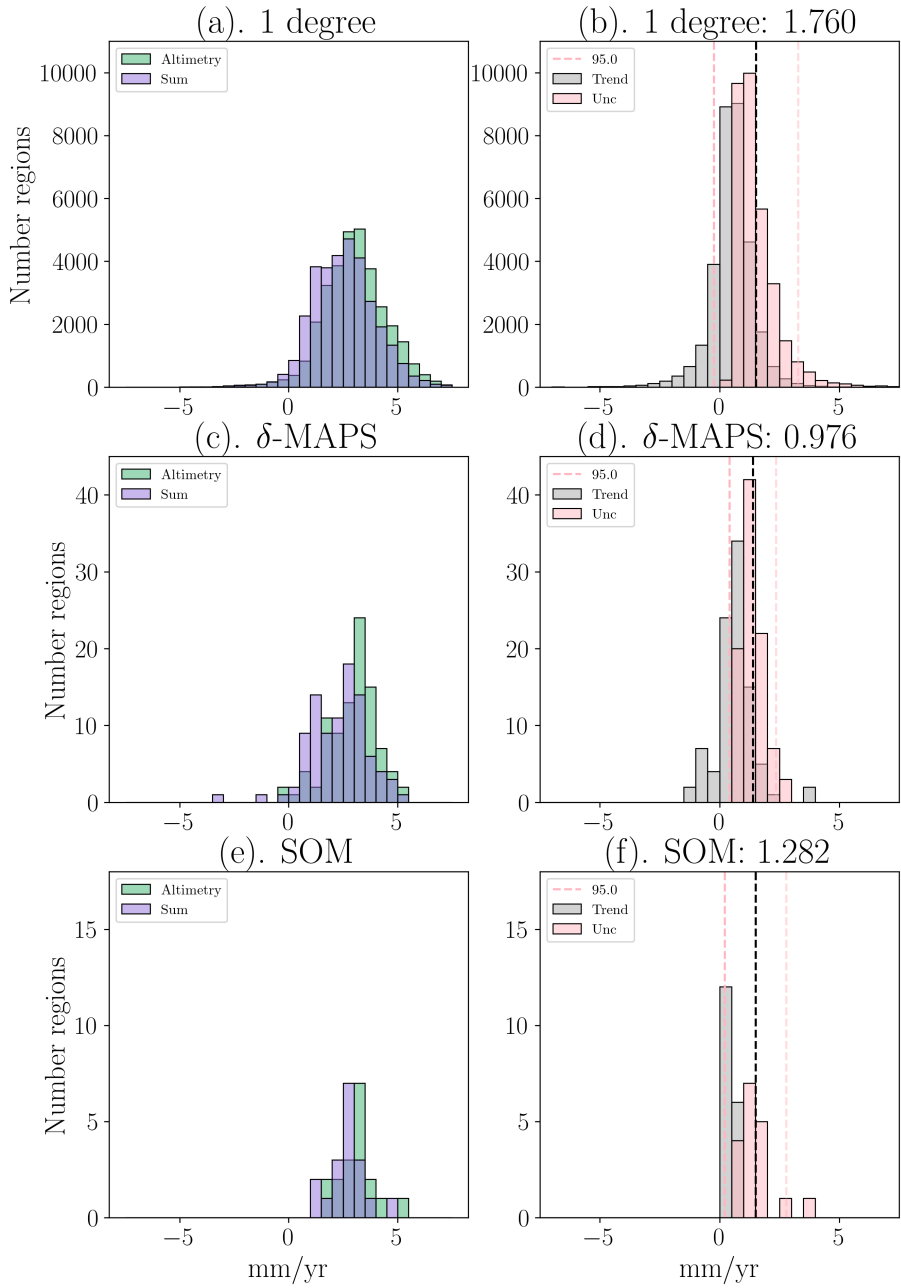 (a). 1 degree
(b). 1 degree: 1.760
Altimetry
Sum
95.0
Trend
Unc
Number regions
10000
8000
6000
4000
2000
0
10000
8000
6000
4000
2000
0
−5 0 5
−5 0 5
(c). δ-MAPS
(d). δ-MAPS: 0.976
Altimetry
Sum
95.0
Trend
Unc
Number regions
40
30
20
10
0
40
30
20
10
0
−5 0 5
−5 0 5
(e). SOM
(f). SOM: 1.282
Altimetry
Sum
95.0
Trend
Unc
Number regions
15
10
5
0
15
10
5
0
−5 0 5
−5 0 5
mm/yr
mm/yr